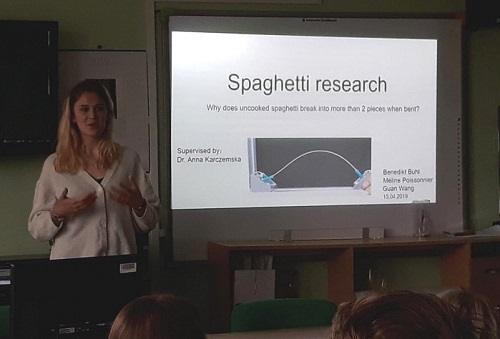 Spaghetti research
Why does uncooked spaghetti break into more than 2 pieces when bent?
Supervised by:
Dr. Anna Karczemska
Benedikt Buhl
Meline Poissonnier
Guan Wang
15.04.2019